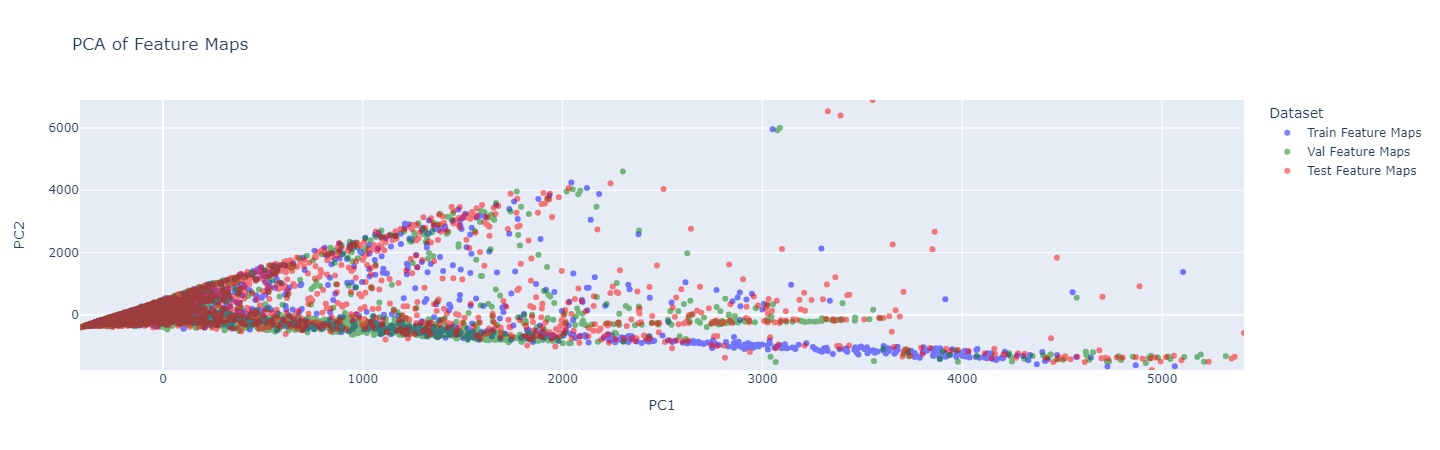 PCA of Feature Maps
Dataset
Train Feature Maps
Val Feature Maps
Test Feature Maps
PC2
6000
4000
2000
0
0 1000 2000 3000 4000 5000
PC1